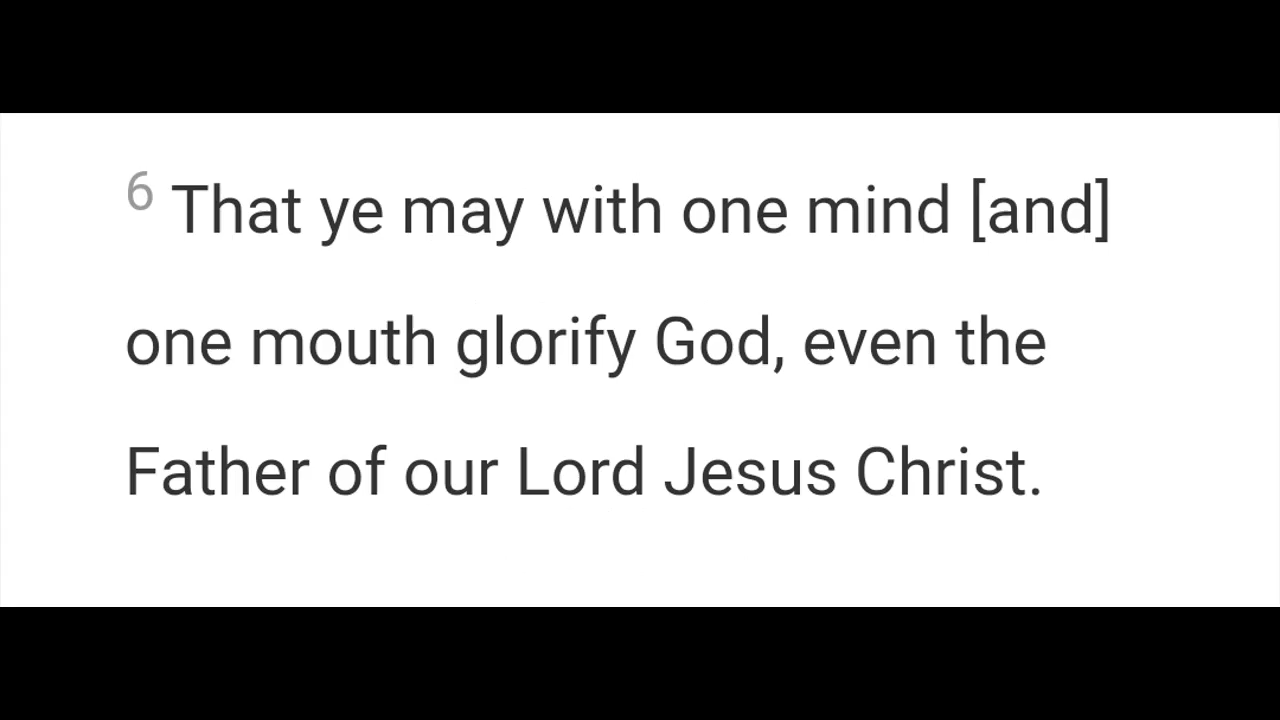 6 That ye may with one mind [and]
one mouth glorify God, even the
Father of our Lord Jesus Christ.